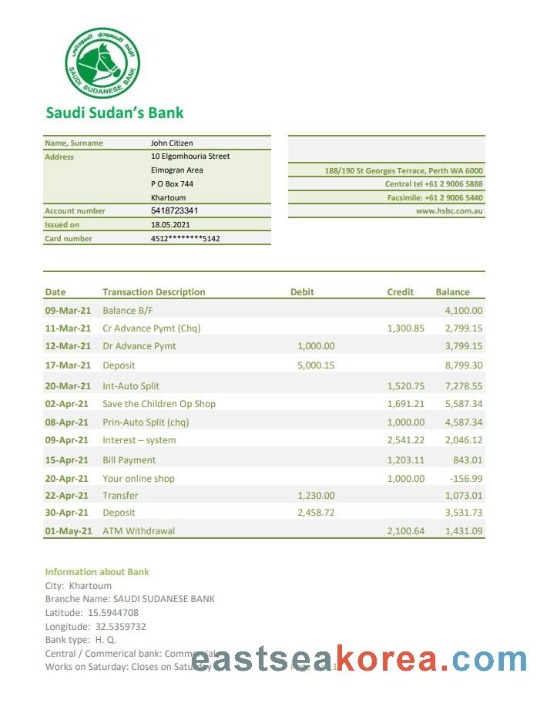 SAUDI SUDANESE BANK
Saudi Sudan's Bank
Name, Surname John Citizen
Address 10 Elgomhouria Street
Elmogran Area
P O Box 744
Khartoum
Account number 5418723341
Issued on 18.05.2021
Card number 4512********5142
188/190 St Georges Terrace, Perth WA 6000
Central tel +61 2 9006 5888
Facsimile: +61 2 9006 5440
www.hsbc.com.au
Date Transaction Description Debit Credit Balance
09-Mar-21 Balance B/F 4,100.00
11-Mar-21 Cr Advance Pymt (Chq) 1,300.85 2,799.15
12-Mar-21 Dr Advance Pymt 1,000.00 3,799.15
17-Mar-21 Deposit 5,000.15 8,799.30
20-Mar-21 Int-Auto Split 1,520.75 7,278.55
02-Apr-21 Save the Children Op Shop 1,691.21 5,587.34
08-Apr-21 Prin-Auto Split (chq) 1,000.00 4,587.34
09-Apr-21 Interest – system 2,541.22 2,046.12
15-Apr-21 Bill Payment 1,203.11 843.01
20-Apr-21 Your online shop 1,000.00 -156.99
22-Apr-21 Transfer 1,230.00 1,073.01
30-Apr-21 Deposit 2,458.72 3,531.73
01-May-21 ATM Withdrawal 2,100.64 1,431.09
Information about Bank
City: Khartoum
Branche Name: SAUDI SUDANESE BANK
Latitude: 15.5944708
Longitude: 32.5359732
Bank type: H. Q.
Central / Commerical bank: Commercial
Works on Saturday: Closes on
eastseakorea.com